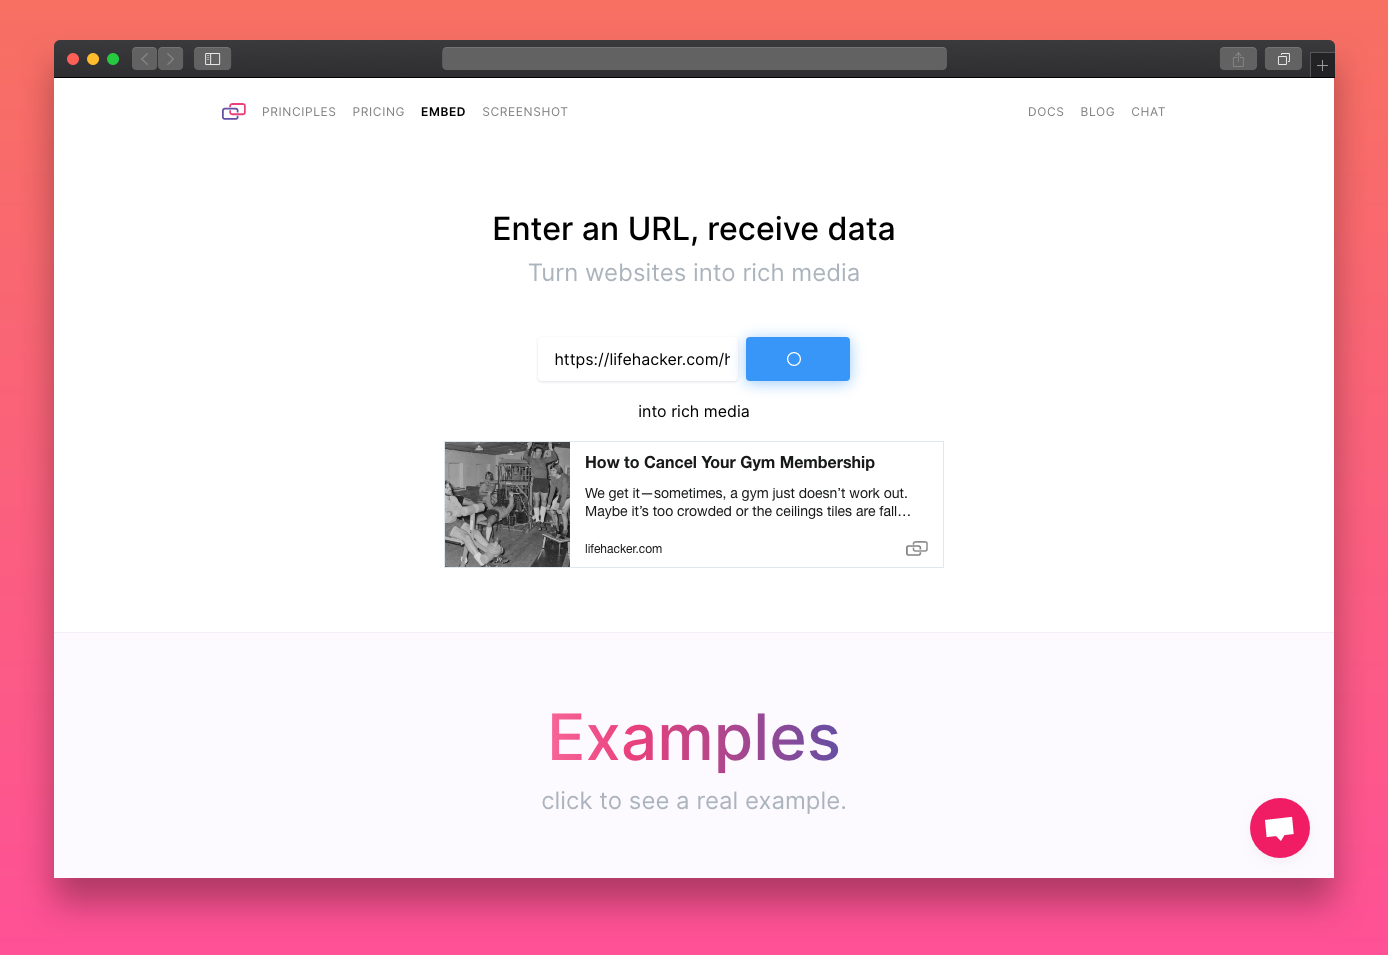 PRINCIPLES PRICING EMBED SCREENSHOT DOCS BLOG CHAT
Enter an URL, receive data
Turn websites into rich media
https://lifehacker.com/h
into rich media
How to Cancel Your Gym Membership
We get it—sometimes, a gym just doesn’t work out.
Maybe it’s too crowded or the ceilings tiles are fall…
lifehacker.com
Examples
click to see a real example.